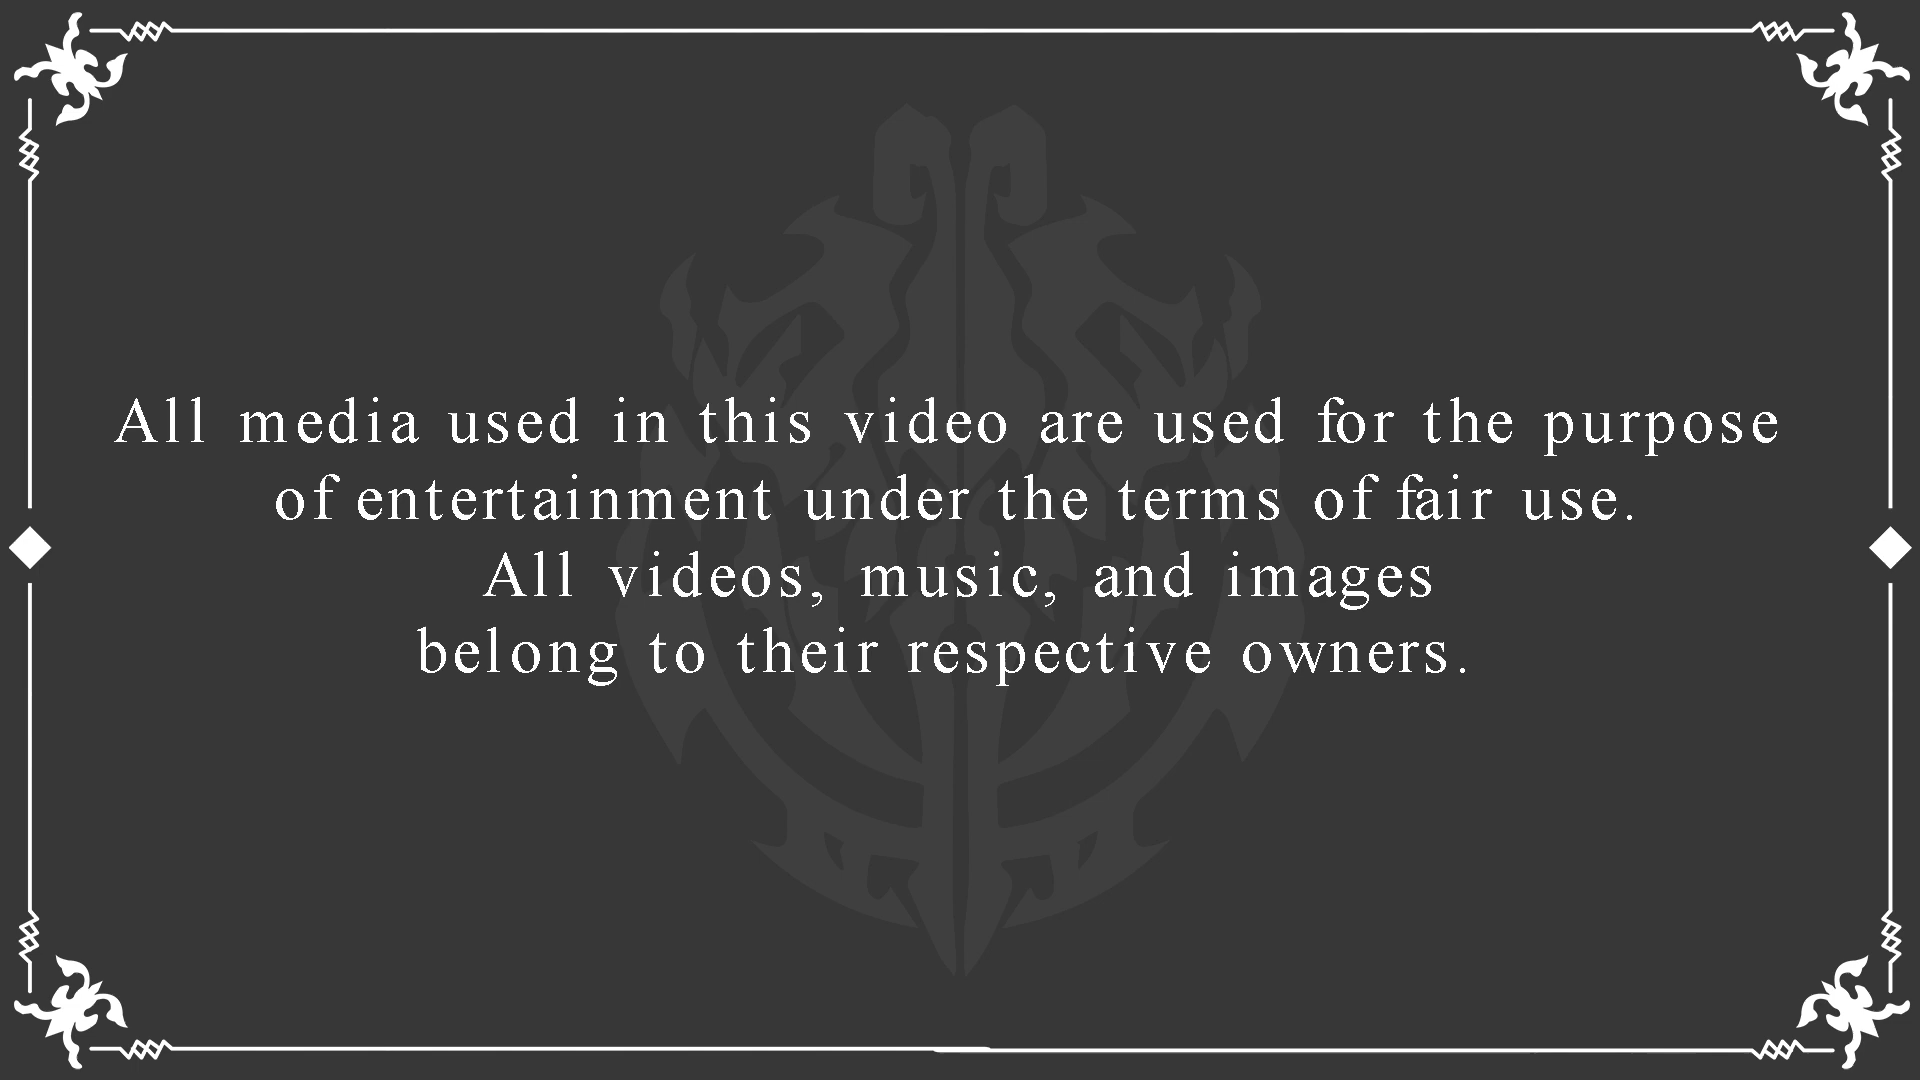 All media used in this video are used for the purpose
of entertainment under the terms of fair use.
All videos, music, and images
belong to their respective owners.